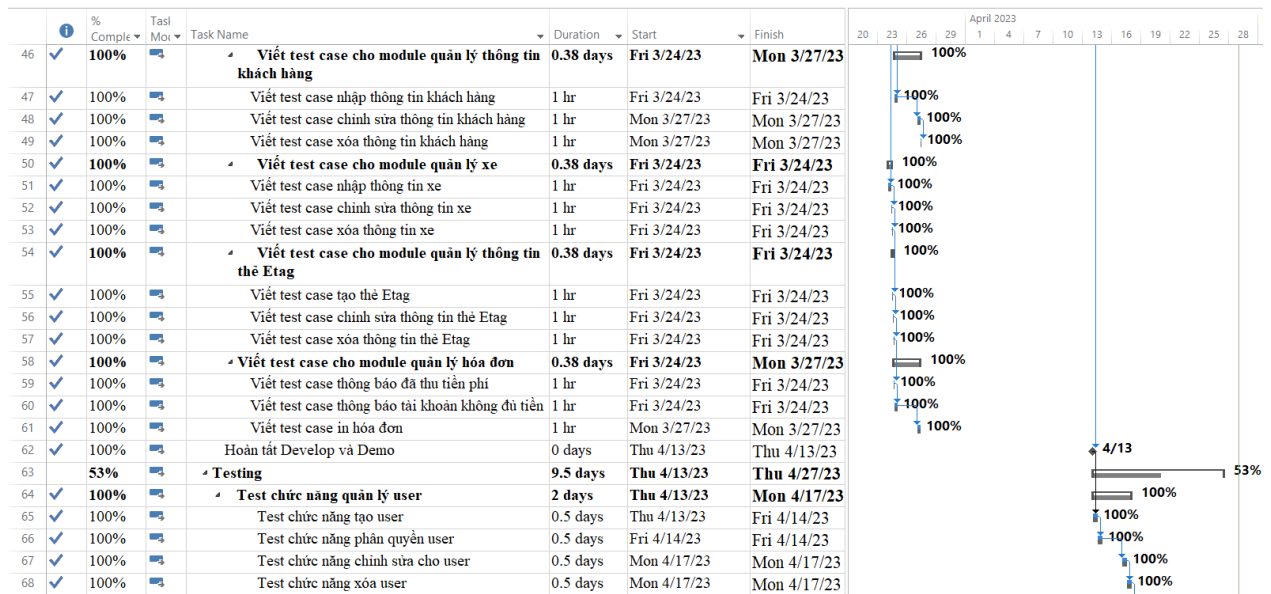 % Comple Task Moc Task Name Duration Start Finish
April 2023
20 23 26 29 1 4 7 10 13 16 19 22 25 28
46 100% Viết test case cho module quản lý thông tin khách hàng 0.38 days Fri 3/24/23 Mon 3/27/23 100%
47 100% Viết test case nhập thông tin khách hàng 1 hr Fri 3/24/23 Fri 3/24/23 100%
48 100% Viết test case chỉnh sửa thông tin khách hàng 1 hr Mon 3/27/23 Mon 3/27/23 100%
49 100% Viết test case xóa thông tin khách hàng 1 hr Mon 3/27/23 Mon 3/27/23 100%
50 100% Viết test case cho module quản lý xe 0.38 days Fri 3/24/23 Fri 3/24/23 100%
51 100% Viết test case nhập thông tin xe 1 hr Fri 3/24/23 Fri 3/24/23 100%
52 100% Viết test case chỉnh sửa thông tin xe 1 hr Fri 3/24/23 Fri 3/24/23 100%
53 100% Viết test case xóa thông tin xe 1 hr Fri 3/24/23 Fri 3/24/23 100%
54 100% Viết test case cho module quản lý thông tin thẻ Etag 0.38 days Fri 3/24/23 Fri 3/24/23 100%
55 100% Viết test case tạo thẻ Etag 1 hr Fri 3/24/23 Fri 3/24/23 100%
56 100% Viết test case chỉnh sửa thông tin thẻ Etag 1 hr Fri 3/24/23 Fri 3/24/23 100%
57 100% Viết test case xóa thông tin thẻ Etag 1 hr Fri 3/24/23 Fri 3/24/23 100%
58 100% Viết test case cho module quản lý hóa đơn 0.38 days Fri 3/24/23 Mon 3/27/23 100%
59 100% Viết test case thông báo đã thu tiền phí 1 hr Fri 3/24/23 Fri 3/24/23 100%
60 100% Viết test case thông báo tài khoản không đủ tiền 1 hr Fri 3/24/23 Fri 3/24/23 100%
61 100% Viết test case in hóa đơn 1 hr Mon 3/27/23 Mon 3/27/23 100%
62 100% Hoàn tất Develop và Demo 0 days Thu 4/13/23 Thu 4/13/23 4/13
63 53% Testing 9.5 days Thu 4/13/23 Thu 4/27/23 53%
64 100% Test chức năng quản lý user 2 days Thu 4/13/23 Mon 4/17/23 100%
65 100% Test chức năng tạo user 0.5 days Thu 4/13/23 Fri 4/14/23 100%
66 100% Test chức năng phân quyền user 0.5 days Fri 4/14/23 Fri 4/14/23 100%
67 100% Test chức năng chỉnh sửa cho user 0.5 days Mon 4/17/23 Mon 4/17/23 100%
68 100% Test chức năng xóa user 0.5 days Mon 4/17/23 Mon 4/17/23 100%